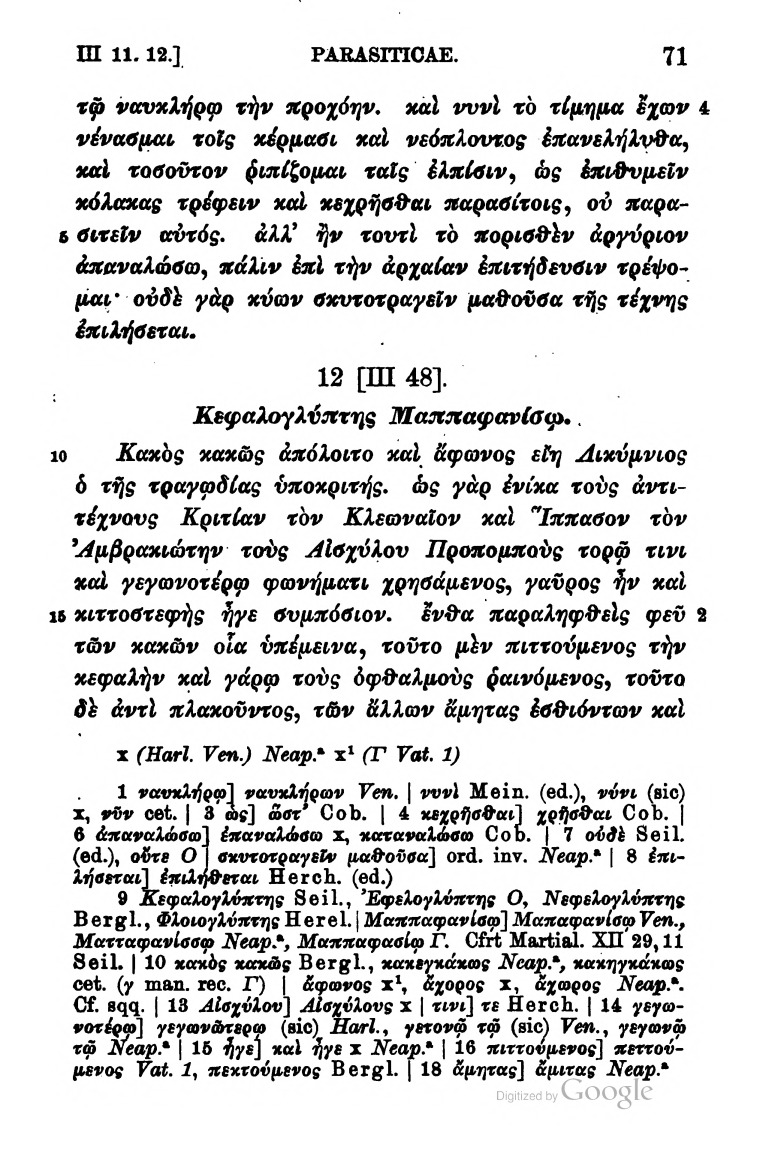 III 11. 12.] PARASITICAE. 71
τῷ ναυκλήρῳ τὴν προχόην. καὶ νυνὶ τὸ τίμημα ἔχων 4
νένασμαι τοῖς κέρμασι καὶ νεόπλουτος ἐπανελήλυθα,
καὶ τοσοῦτον ῥιπίζομαι ταῖς ἐλπίσιν, ὡς ἐπιθυμεῖν
κόλακας τρέφειν καὶ κεχρῆσθαι παρασίτοις, οὐ παρα-
5 σιτεῖν αὐτός. ἀλλ' ἢν τουτὶ τὸ πορισθὲν ἀργύριον
ἀπαναλώσω, πάλιν ἐπὶ τὴν ἀρχαίαν ἐπιτήδευσιν τρέψο-
μαι· οὐδὲ γὰρ κύων σκυτοτραγεῖν μαθοῦσα τῆς τέχνης
ἐπιλήσεται.
12 [III 48].
Κεφαλογλύπτης Μαππαφανίσῳ.
10 Κακὸς κακῶς ἀπόλοιτο καὶ ἄφωνος εἴη Λικύμνιος
ὁ τῆς τραγῳδίας ὑποκριτής. ὡς γὰρ ἐνίκα τοὺς ἀντι-
τέχνους Κριτίαν τὸν Κλεωναῖον καὶ Ἵππασον τὸν
Ἀμβρακιώτην τοὺς Αἰσχύλου Προπομποὺς τορῷ τινι
καὶ γεγωνοτέρῳ φωνήματι χρησάμενος, γαῦρος ἦν καὶ
15 κιττοστεφὴς ἦγε συμπόσιον. ἔνθα παραληφθεὶς φεῦ 2
τῶν κακῶν οἷα ὑπέμεινα, τοῦτο μὲν πιττούμενος τὴν
κεφαλὴν καὶ γάρῳ τοὺς ὀφθαλμοὺς ῥαινόμενος, τοῦτο
δὲ ἀντὶ πλακοῦντος, τῶν ἄλλων ἄμητας ἐσθιόντων καὶ
x (Harl. Ven.) Neap.ᵃ x¹ (Γ Vat. 1)
1 ναυκλήρῳ] ναυκλήρων Ven. | νυνὶ Mein. (ed.), νύνι (sic)
x, νῦν cet. | 3 ὡς] ὥστ' Cob. | 4 κεχρῆσθαι] χρῆσθαι Cob. |
6 ἀπαναλώσω] ἐπαναλώσω x, καταναλώσω Cob. | 7 οὐδὲ Seil.
(ed.), οὔτε O | σκυτοτραγεῖν μαθοῦσα] ord. inv. Neap.ᵃ | 8 ἐπι-
λήσεται] ἐπιλήθεται Herch. (ed.)
9 Κεφαλογλύπτης Seil., Ἐφελογλύπτης O, Νεφελογλύπτης
Bergl., Φλοιογλύπτης Herel. | Μαππαφανίσῳ] Μαπαφανίσῳ Ven.,
Ματταφανίσσῳ Neap.ᵃ, Μαππαφασίῳ Γ. Cfrt Martial. XII 29, 11
Seil. | 10 κακὸς κακῶς Bergl., κακεγκάκως Neap.ᵃ, κακηγκάκως
cet. (γ man. rec. Γ) | ἄφωνος x¹, ἄχορος x, ἄχωρος Neap.ᵃ.
Cf. sqq. | 13 Αἰσχύλου] Αἰσχύλους x | τινι] τε Herch. | 14 γεγω-
νοτέρῳ] γεγωνῶτερῳ (sic) Harl., γετονῷ τῷ (sic) Ven., γεγωνῷ
τῷ Neap.ᵃ | 15 ἦγε] καὶ ἦγε x Neap.ᵃ | 16 πιττούμενος] πεττού-
μενος Vat. 1, πεκτούμενος Bergl. | 18 ἄμητας] ἄμιτας Neap.ᵃ
Digitized by Google